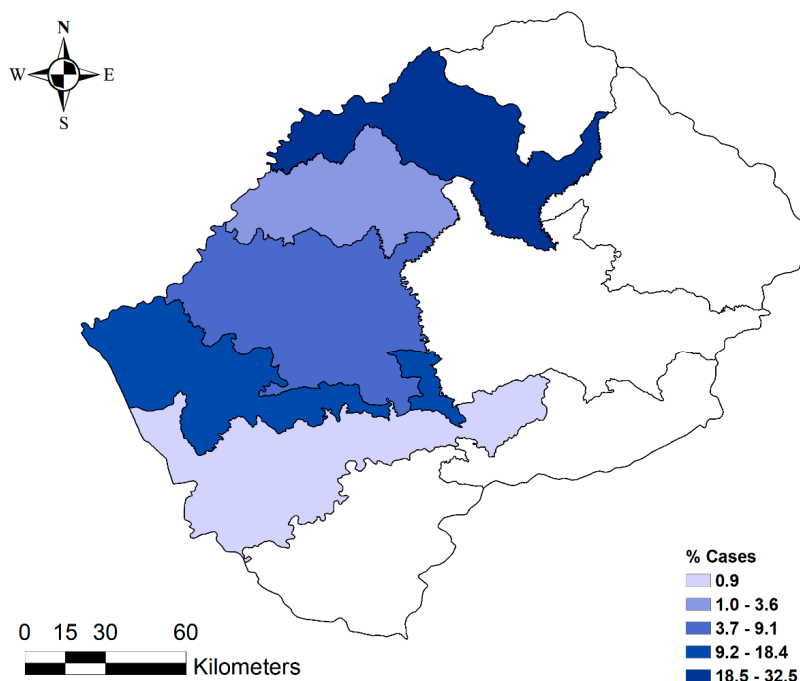 N
W E
S
% Cases
0.9
1.0 - 3.6
3.7 - 9.1
9.2 - 18.4
18.5 - 32.5
0 15 30 60
Kilometers